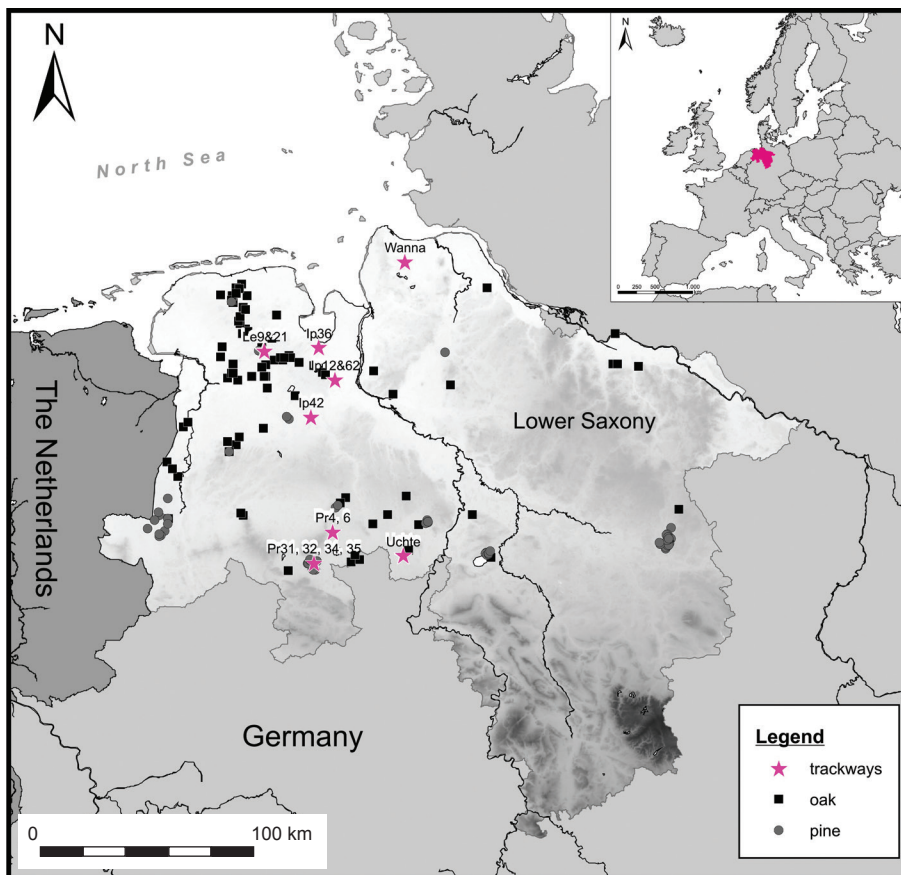 N
North Sea
N
0 250 500 1.000
Kilometers
Wanna
Le9&21
Ip36
Ip12&62
Ip42
The Netherlands
Lower Saxony
Pr4, 6
Pr31, 32, 34, 35
Uchte
Germany
Legend
trackways
oak
pine
0 100 km